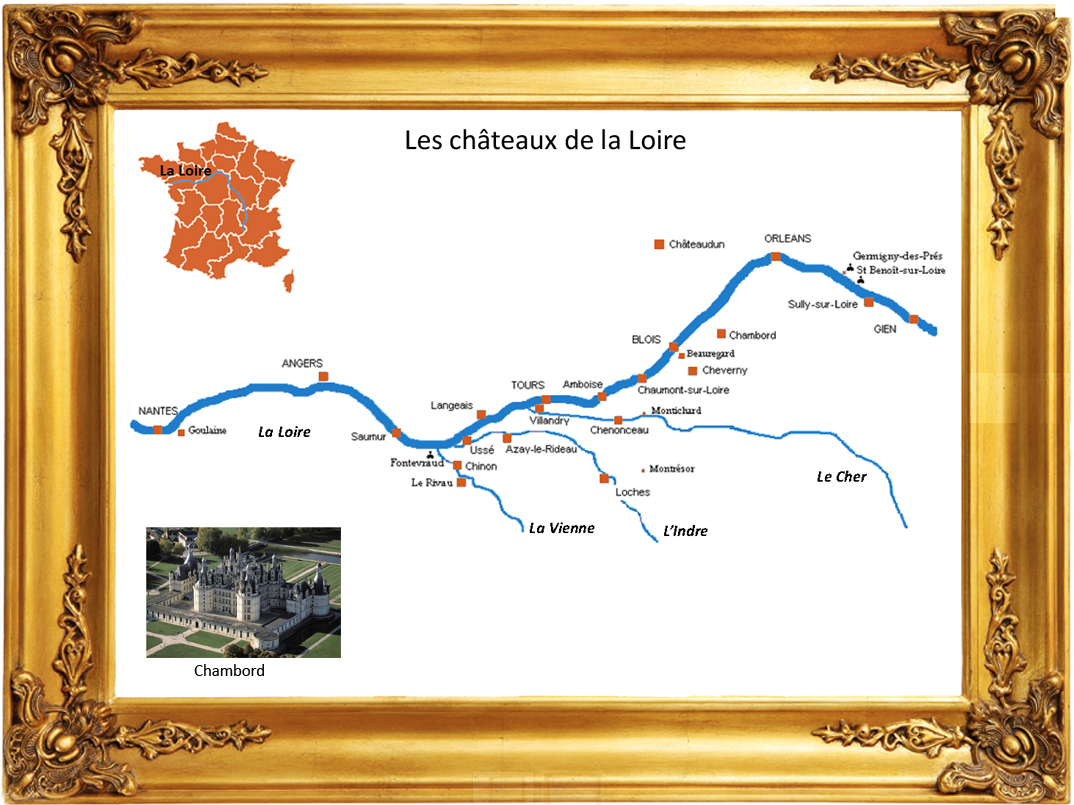 Les châteaux de la Loire
La Loire
Châteaudun
ORLEANS
Germigny-des-Prés
St Benoît-sur-Loire
Sully-sur-Loire
GIEN
BLOIS
Chambord
Beauregard
Cheverny
ANGERS
TOURS
Amboise
Chaumont-sur-Loire
Langeais
NANTES
Goulaine
La Loire
Villandry
Montichard
Chenonceau
Saumur
Ussé
Azay-le-Rideau
Fontevraud
Chinon
Montrésor
Le Rivau
Le Cher
Loches
La Vienne
L'Indre
Chambord